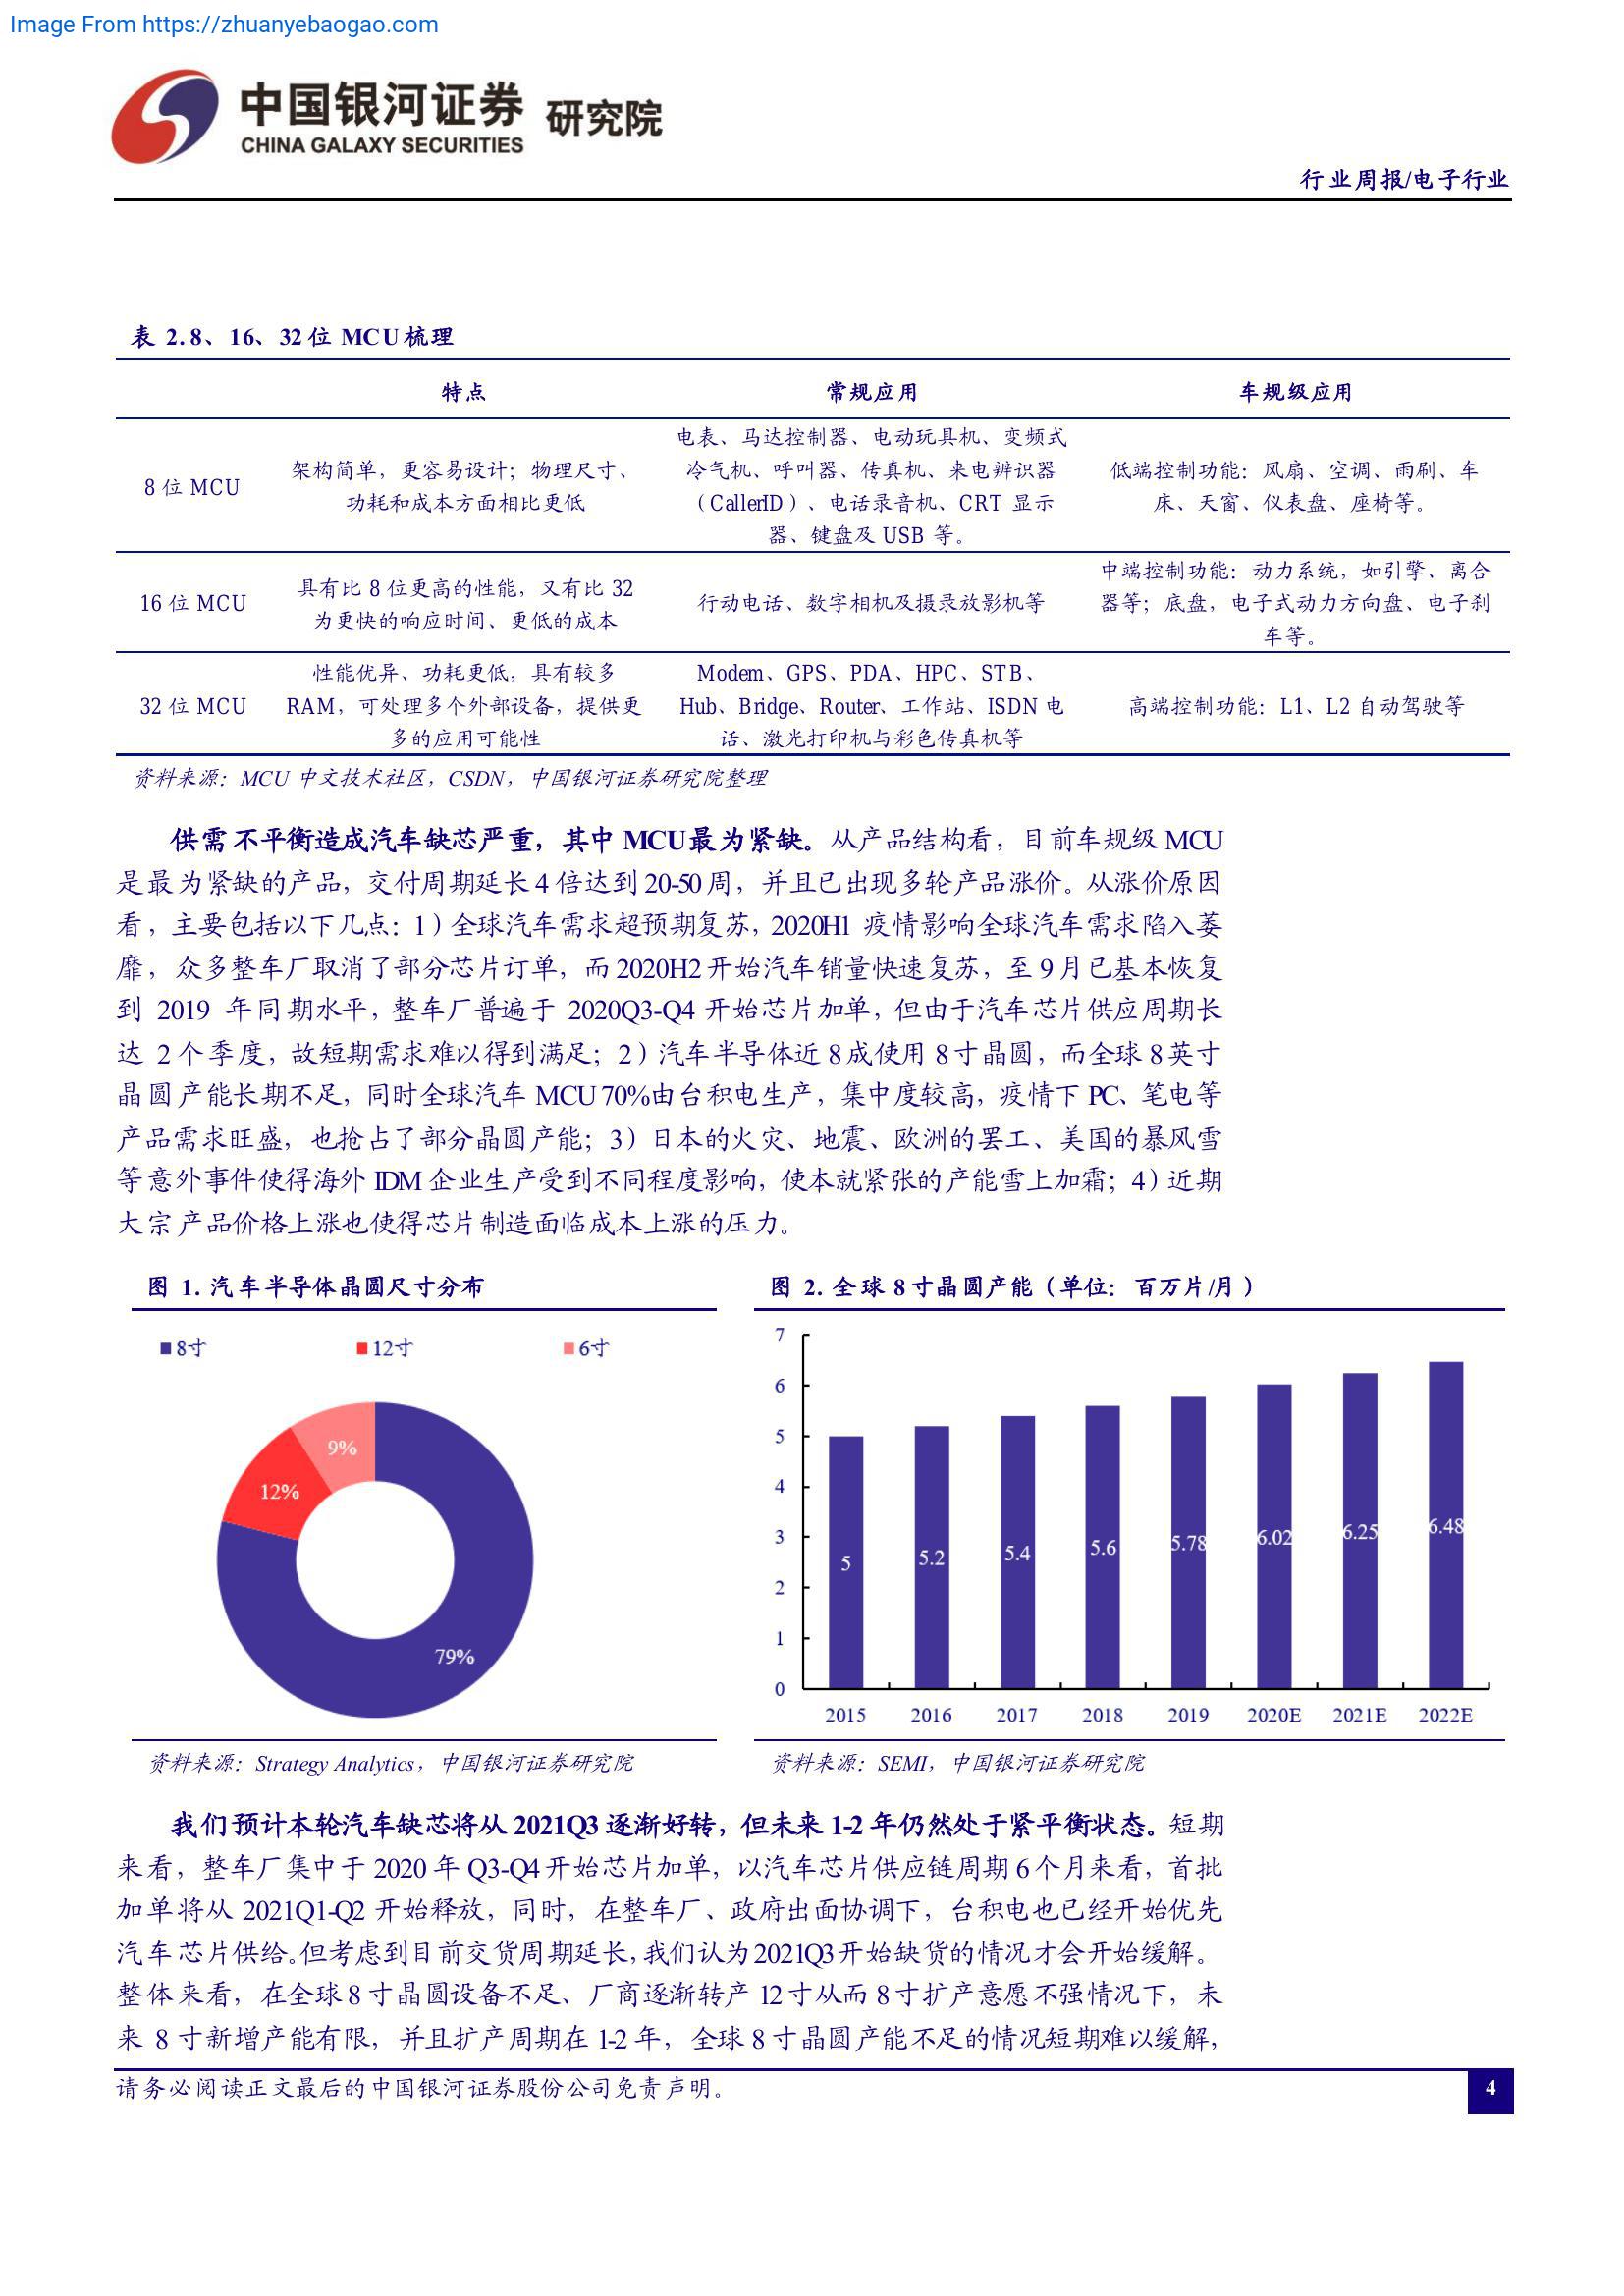 Image From https://zhuanyebaogao.com
中国银河证券 研究院
CHINA GALAXY SECURITIES
行业周报/电子行业
表 2. 8、16、32 位 MCU 梳理
特点 常规应用 车规级应用
8 位 MCU
架构简单，更容易设计；物理尺寸、
功耗和成本方面相比更低
电表、马达控制器、电动玩具机、变频式
冷气机、呼叫器、传真机、来电辨识器
（CallerID）、电话录音机、CRT 显示
器、键盘及 USB 等。
低端控制功能：风扇、空调、雨刷、车
床、天窗、仪表盘、座椅等。
16 位 MCU
具有比 8 位更高的性能，又有比 32
为更快的响应时间、更低的成本
行动电话、数字相机及摄录放影机等
中端控制功能：动力系统，如引擎、离合
器等；底盘，电子式动力方向盘、电子刹
车等。
32 位 MCU
性能优异、功耗更低，具有较多
RAM，可处理多个外部设备，提供更
多的应用可能性
Modem、GPS、PDA、HPC、STB、
Hub、Bridge、Router、工作站、ISDN 电
话、激光打印机与彩色传真机等
高端控制功能：L1、L2 自动驾驶等
资料来源：MCU 中文技术社区，CSDN，中国银河证券研究院整理
供需不平衡造成汽车缺芯严重，其中 MCU 最为紧缺。从产品结构看，目前车规级 MCU
是最为紧缺的产品，交付周期延长 4 倍达到 20-50 周，并且已出现多轮产品涨价。从涨价原因
看，主要包括以下几点：1）全球汽车需求超预期复苏，2020H1 疫情影响全球汽车需求陷入萎
靡，众多整车厂取消了部分芯片订单，而 2020H2 开始汽车销量快速复苏，至 9 月已基本恢复
到 2019 年同期水平，整车厂普遍于 2020Q3-Q4 开始芯片加单，但由于汽车芯片供应周期长
达 2 个季度，故短期需求难以得到满足；2）汽车半导体近 8 成使用 8 寸晶圆，而全球 8 英寸
晶圆产能长期不足，同时全球汽车 MCU 70%由台积电生产，集中度较高，疫情下 PC、笔电等
产品需求旺盛，也抢占了部分晶圆产能；3）日本的火灾、地震、欧洲的罢工、美国的暴风雪
等意外事件使得海外 IDM 企业生产受到不同程度影响，使本就紧张的产能雪上加霜；4）近期
大宗产品价格上涨也使得芯片制造面临成本上涨的压力。
图 1. 汽车半导体晶圆尺寸分布
8寸 12寸 6寸
9%
12%
79%
资料来源：Strategy Analytics，中国银河证券研究院
图 2. 全球 8 寸晶圆产能（单位：百万片/月）
7
6
5
4
3
2
1
0
5 5.2 5.4 5.6 5.78 6.02 6.25 6.48
2015 2016 2017 2018 2019 2020E 2021E 2022E
资料来源：SEMI，中国银河证券研究院
我们预计本轮汽车缺芯将从 2021Q3 逐渐好转，但未来 1-2 年仍然处于紧平衡状态。短期
来看，整车厂集中于 2020 年 Q3-Q4 开始芯片加单，以汽车芯片供应链周期 6 个月来看，首批
加单将从 2021Q1-Q2 开始释放，同时，在整车厂、政府出面协调下，台积电也已经开始优先
汽车芯片供给。但考虑到目前交货周期延长，我们认为 2021Q3 开始缺货的情况才会开始缓解。
整体来看，在全球 8 寸晶圆设备不足、厂商逐渐转产 12 寸从而 8 寸扩产意愿不强情况下，未
来 8 寸新增产能有限，并且扩产周期在 1-2 年，全球 8 寸晶圆产能不足的情况短期难以缓解，
请务必阅读正文最后的中国银河证券股份公司免责声明。
4